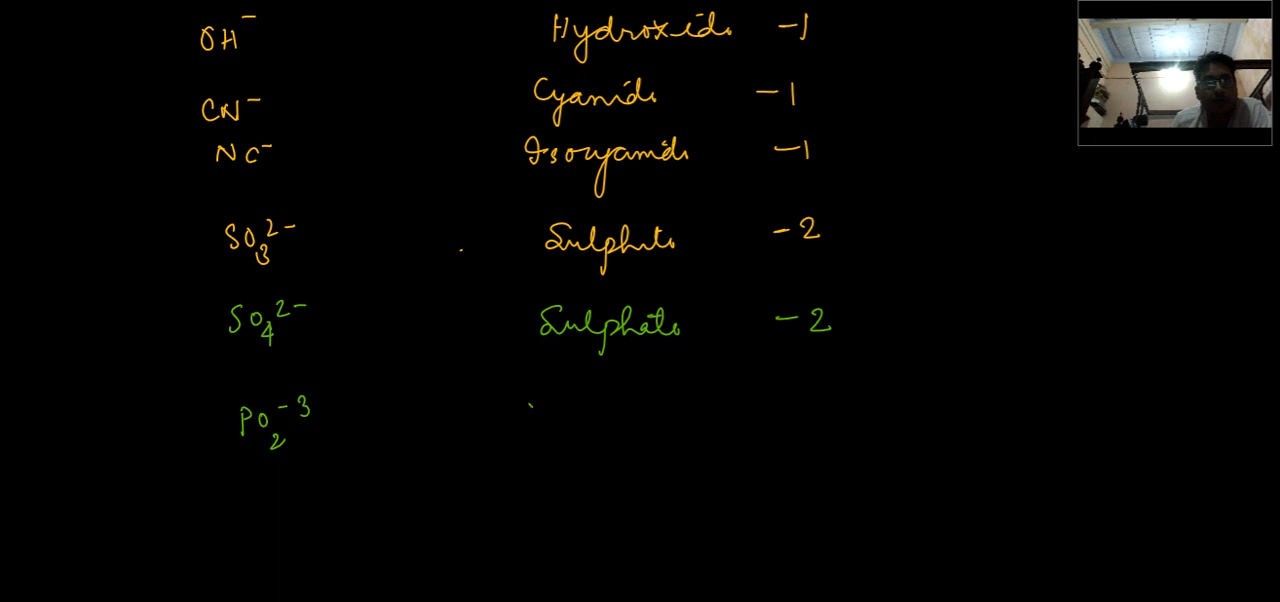 OH⁻ Hydroxide -1
CN⁻ Cyanide -1
NC⁻ Isocyanide -1
SO₃²⁻ Sulphite -2
SO₄²⁻ Sulphate -2
PO₂⁻³